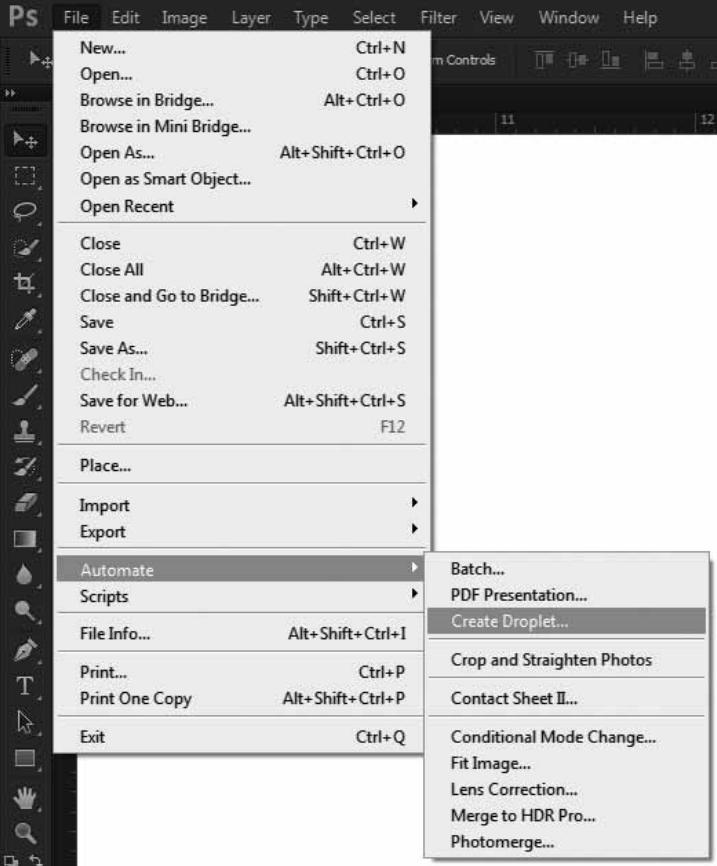 Ps File Edit Image Layer Type Select Filter View Window Help
m Controls
11 12
New... Ctrl+N
Open... Ctrl+O
Browse in Bridge... Alt+Ctrl+O
Browse in Mini Bridge...
Open As... Alt+Shift+Ctrl+O
Open as Smart Object...
Open Recent
Close Ctrl+W
Close All Alt+Ctrl+W
Close and Go to Bridge... Shift+Ctrl+W
Save Ctrl+S
Save As... Shift+Ctrl+S
Check In...
Save for Web... Alt+Shift+Ctrl+S
Revert F12
Place...
Import
Export
Automate
Scripts
File Info... Alt+Shift+Ctrl+I
Print... Ctrl+P
Print One Copy Alt+Shift+Ctrl+P
Exit Ctrl+Q
Batch...
PDF Presentation...
Create Droplet...
Crop and Straighten Photos
Contact Sheet II...
Conditional Mode Change...
Fit Image...
Lens Correction...
Merge to HDR Pro...
Photomerge...